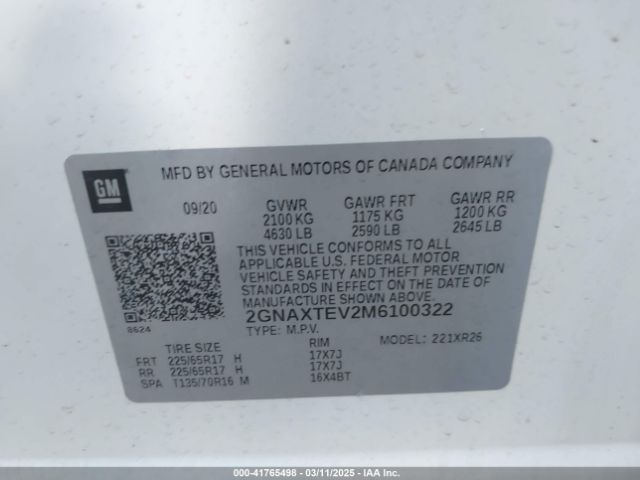 GM
MFD BY GENERAL MOTORS OF CANADA COMPANY
09/20 GVWR GAWR FRT GAWR RR
2100 KG 1175 KG 1200 KG
4630 LB 2590 LB 2645 LB
THIS VEHICLE CONFORMS TO ALL
APPLICABLE U.S. FEDERAL MOTOR
VEHICLE SAFETY AND THEFT PREVENTION
STANDARDS IN EFFECT ON THE DATE OF
MANUFACTURE SHOWN ABOVE.
2GNAXTEV2M6100322
8624
TYPE: M.P.V. MODEL: 221XR26
TIRE SIZE RIM
FRT 225/65R17 H 17X7J
RR 225/65R17 H 17X7J
SPA T135/70R16 M 16X4BT
000-41765498 - 03/11/2025 - IAA Inc.